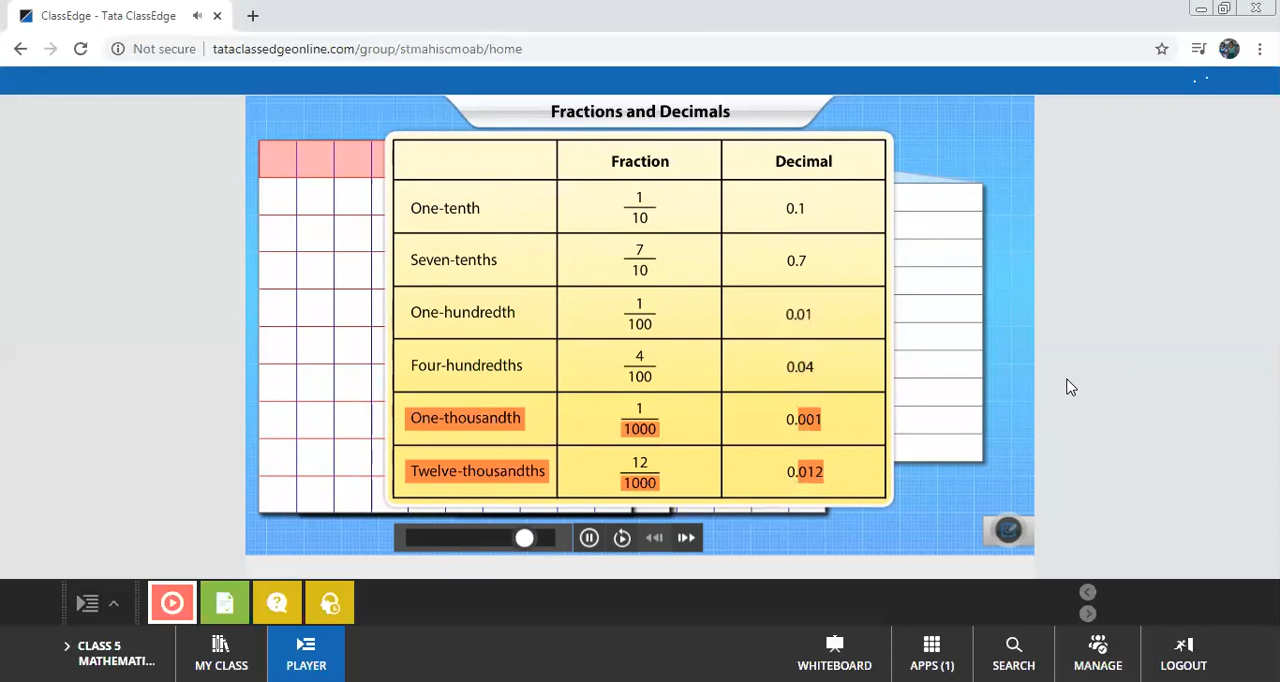 ClassEdge - Tata ClassEdge
Not secure | tataclassedgeonline.com/group/stmahiscmoab/home
Fractions and Decimals
Fraction Decimal
One-tenth 1/10 0.1
Seven-tenths 7/10 0.7
One-hundredth 1/100 0.01
Four-hundredths 4/100 0.04
One-thousandth 1/1000 0.001
Twelve-thousandths 12/1000 0.012
CLASS 5
MATHEMATI...
MY CLASS
PLAYER
WHITEBOARD
APPS (1)
SEARCH
MANAGE
LOGOUT